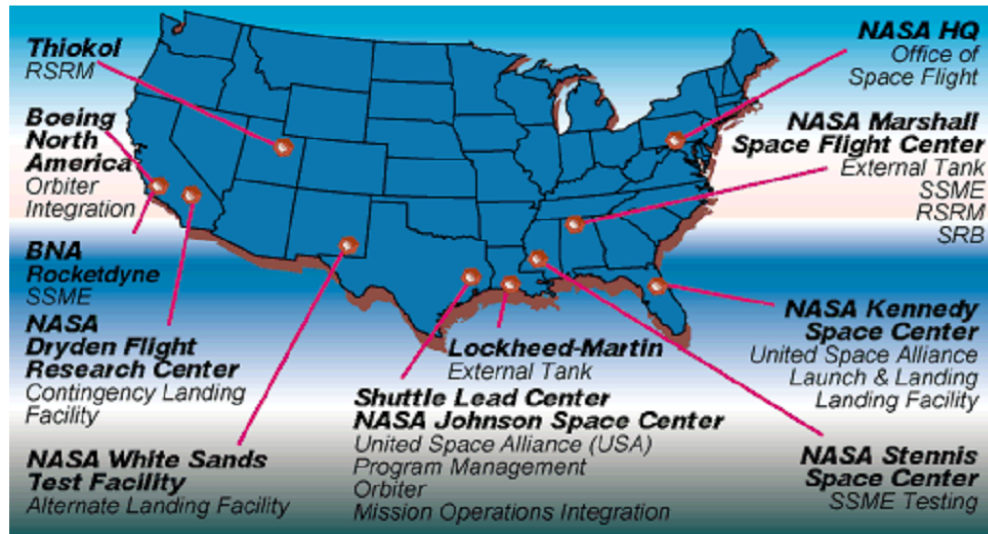 Thiokol
RSRM
Boeing
North
America
Orbiter
Integration
BNA
Rocketdyne
SSME
NASA
Dryden Flight
Research Center
Contingency Landing
Facility
NASA White Sands
Test Facility
Alternate Landing Facility
Lockheed-Martin
External Tank
Shuttle Lead Center
NASA Johnson Space Center
United Space Alliance (USA)
Program Management
Orbiter
Mission Operations Integration
NASA HQ
Office of
Space Flight
NASA Marshall
Space Flight Center
External Tank
SSME
RSRM
SRB
NASA Kennedy
Space Center
United Space Alliance
Launch & Landing
Landing Facility
NASA Stennis
Space Center
SSME Testing